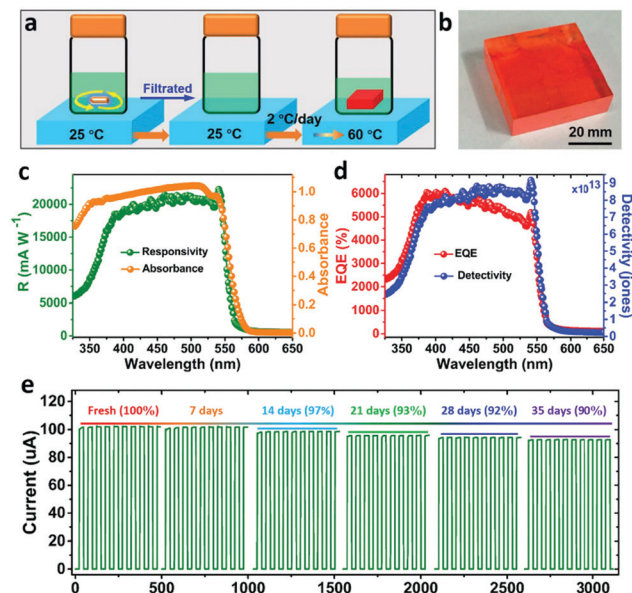 a
Filtrated
2 °C/day
25 °C
25 °C
60 °C
b
20 mm
c
R (mA W⁻¹)
20000
15000
10000
5000
0
Responsivity
Absorbance
1.0
0.8
0.6
0.4
0.2
0.0
Absorbance
350 400 450 500 550 600 650
Wavelength (nm)
d
EQE (%)
6000
5000
4000
3000
2000
1000
0
x10¹³
EQE
Detectivity
9
8
7
6
5
4
3
2
1
0
Detectivity (jones)
350 400 450 500 550 600 650
Wavelength (nm)
e
Current (uA)
120
100
80
60
40
20
0
Fresh (100%) 7 days 14 days (97%) 21 days (93%) 28 days (92%) 35 days (90%)
0 500 1000 1500 2000 2500 3000